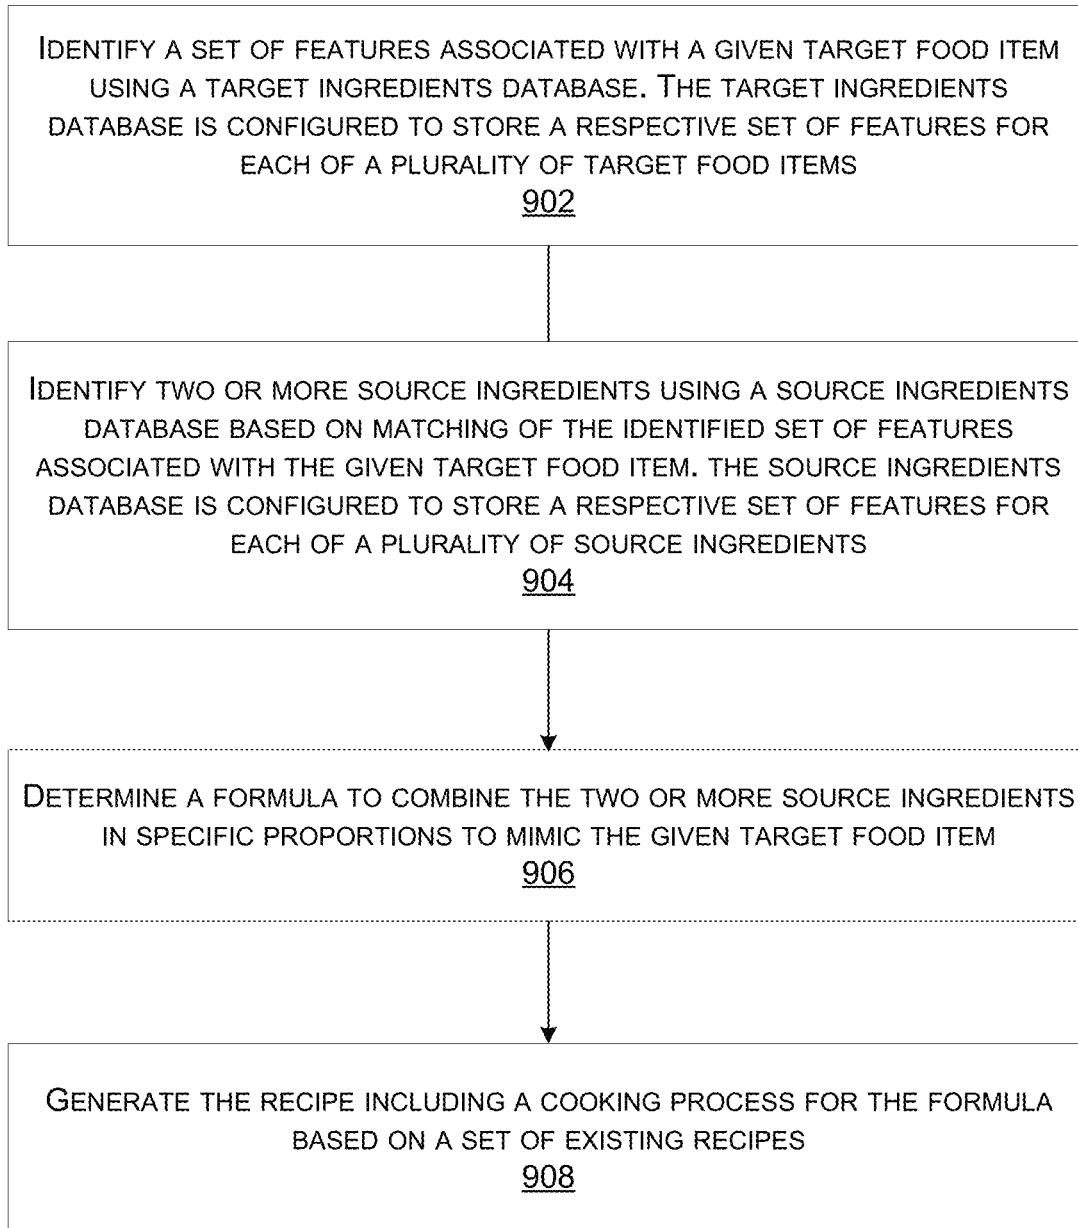 IDENTIFY A SET OF FEATURES ASSOCIATED WITH A GIVEN TARGET FOOD ITEM
USING A TARGET INGREDIENTS DATABASE. THE TARGET INGREDIENTS
DATABASE IS CONFIGURED TO STORE A RESPECTIVE SET OF FEATURES FOR
EACH OF A PLURALITY OF TARGET FOOD ITEMS
902
IDENTIFY TWO OR MORE SOURCE INGREDIENTS USING A SOURCE INGREDIENTS
DATABASE BASED ON MATCHING OF THE IDENTIFIED SET OF FEATURES
ASSOCIATED WITH THE GIVEN TARGET FOOD ITEM. THE SOURCE INGREDIENTS
DATABASE IS CONFIGURED TO STORE A RESPECTIVE SET OF FEATURES FOR
EACH OF A PLURALITY OF SOURCE INGREDIENTS
904
DETERMINE A FORMULA TO COMBINE THE TWO OR MORE SOURCE INGREDIENTS
IN SPECIFIC PROPORTIONS TO MIMIC THE GIVEN TARGET FOOD ITEM
906
GENERATE THE RECIPE INCLUDING A COOKING PROCESS FOR THE FORMULA
BASED ON A SET OF EXISTING RECIPES
908